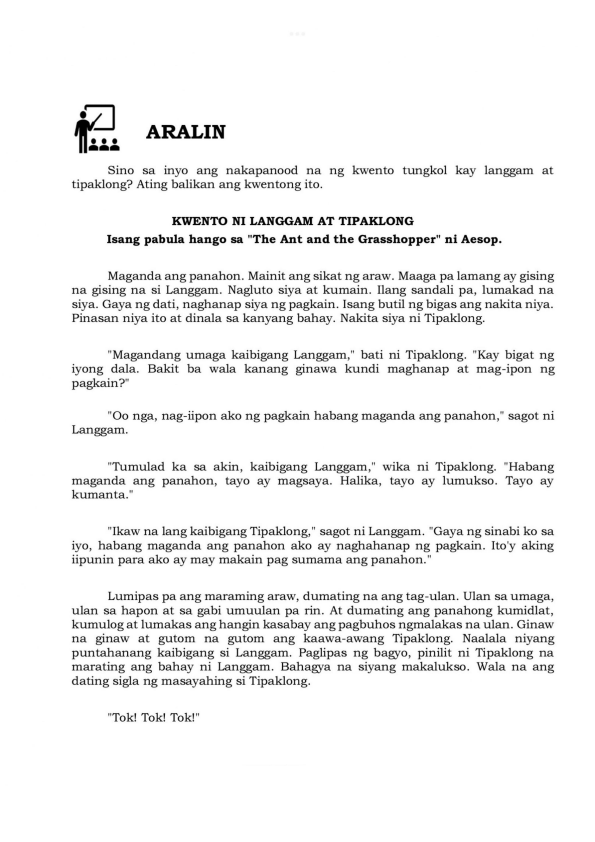 ARALIN
Sino sa inyo ang nakapanood na ng kwento tungkol kay langgam at
tipaklong? Ating balikan ang kwentong ito.
KWENTO NI LANGGAM AT TIPAKLONG
Isang pabula hango sa "The Ant and the Grasshopper" ni Aesop.
Maganda ang panahon. Mainit ang sikat ng araw. Maaga pa lamang ay gising
na gising na si Langgam. Nagluto siya at kumain. Ilang sandali pa, lumakad na
siya. Gaya ng dati, naghanap siya ng pagkain. Isang butil ng bigas ang nakita niya.
Pinasan niya ito at dinala sa kanyang bahay. Nakita siya ni Tipaklong.
"Magandang umaga kaibigang Langgam," bati ni Tipaklong. "Kay bigat ng
iyong dala. Bakit ba wala kanang ginawa kundi maghanap at mag-ipon ng
pagkain?"
"Oo nga, nag-iipon ako ng pagkain habang maganda ang panahon," sagot ni
Langgam.
"Tumulad ka sa akin, kaibigang Langgam," wika ni Tipaklong. "Habang
maganda ang panahon, tayo ay magsaya. Halika, tayo ay lumukso. Tayo ay
kumanta."
"Ikaw na lang kaibigang Tipaklong," sagot ni Langgam. "Gaya ng sinabi ko sa
iyo, habang maganda ang panahon ako ay naghahanap ng pagkain. Ito'y aking
iipunin para ako ay may makain pag sumama ang panahon."
Lumipas pa ang maraming araw, dumating na ang tag-ulan. Ulan sa umaga,
ulan sa hapon at sa gabi umuulan pa rin. At dumating ang panahong kumidlat,
kumulog at lumakas ang hangin kasabay ang pagbuhos ngmalakas na ulan. Ginaw
na ginaw at gutom na gutom ang kaawa-awang Tipaklong. Naalala niyang
puntahanang kaibigang si Langgam. Paglipas ng bagyo, pinilit ni Tipaklong na
marating ang bahay ni Langgam. Bahagya na siyang makalukso. Wala na ang
dating sigla ng masayahing si Tipaklong.
"Tok! Tok! Tok!"